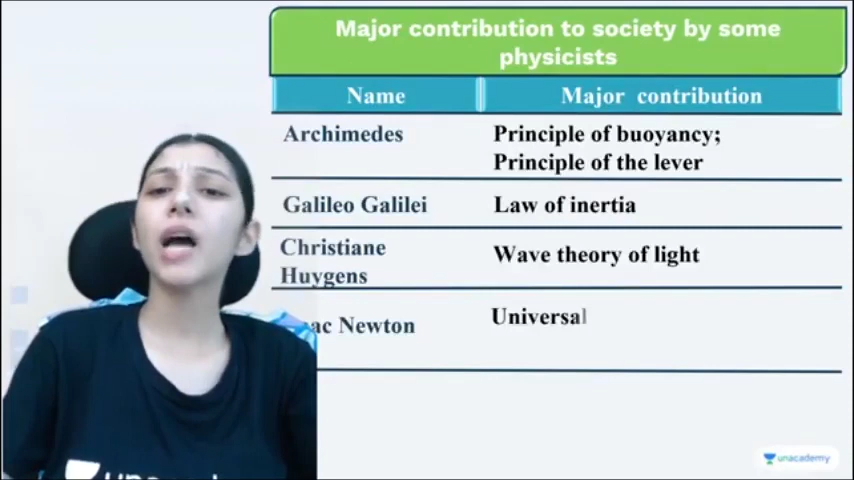 Major contribution to society by some
physicists
Name Major contribution
Archimedes Principle of buoyancy;
Principle of the lever
Galileo Galilei Law of inertia
Christiane
Huygens Wave theory of light
Newton Universal
unacademy